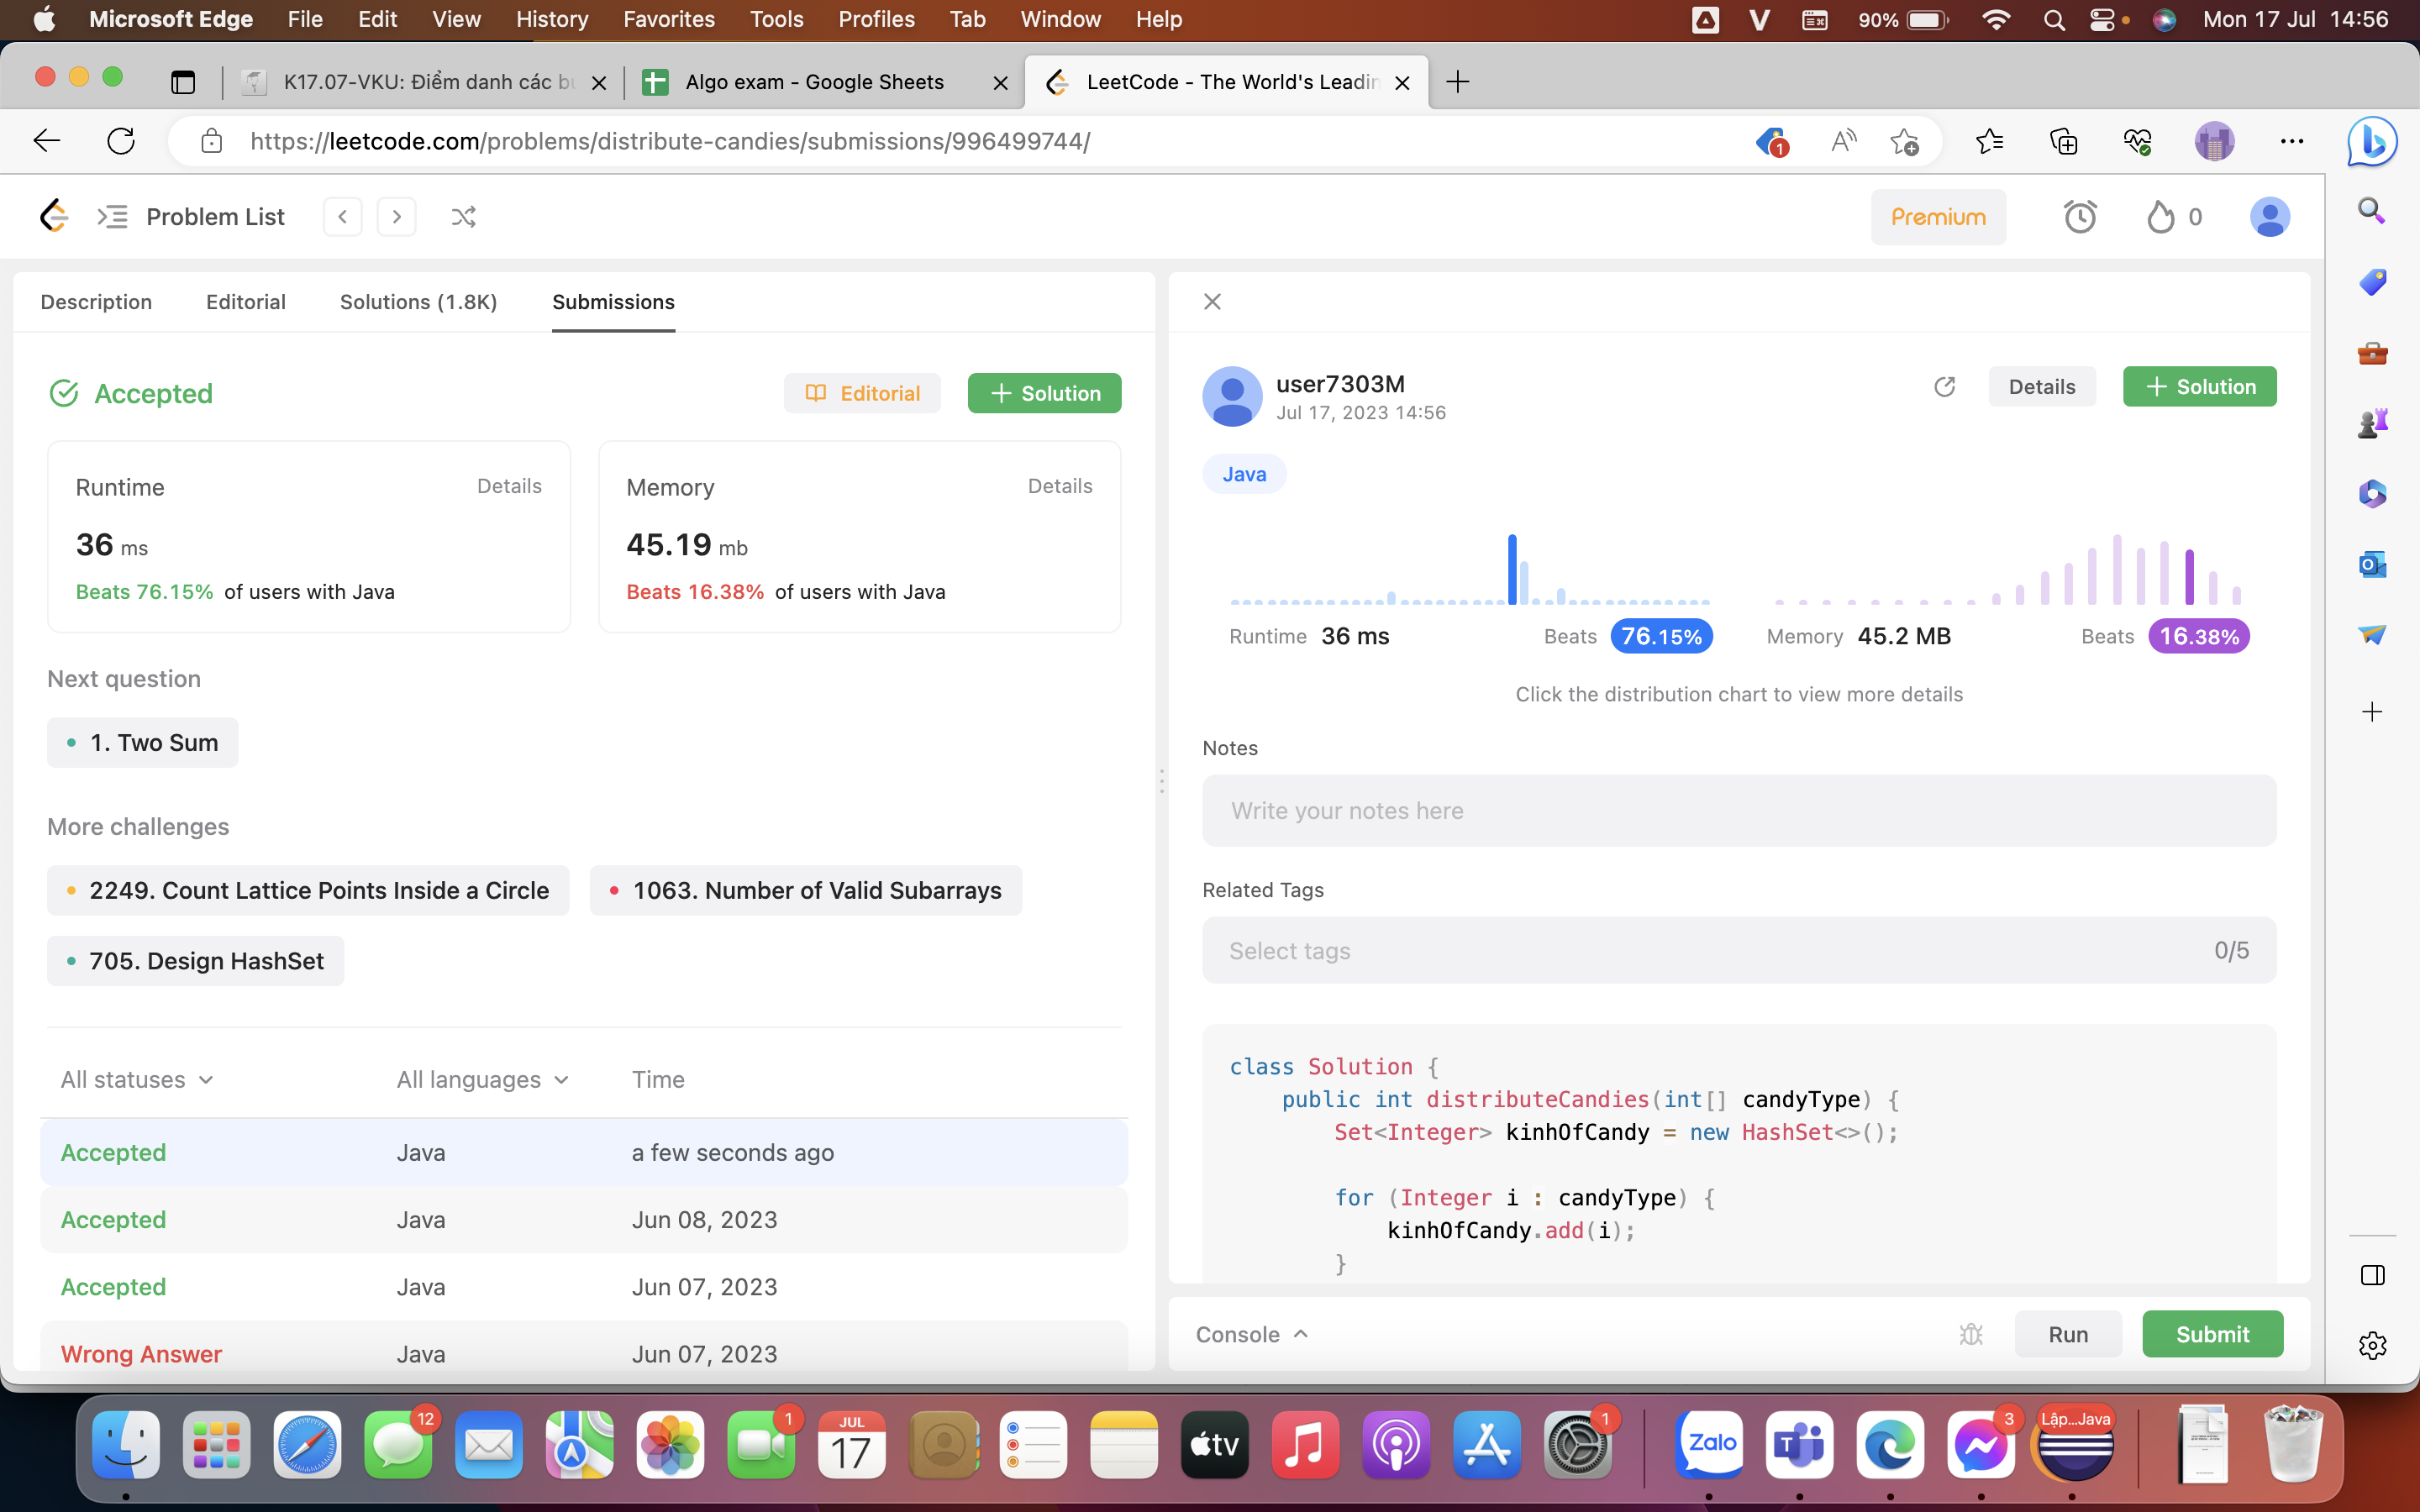 Microsoft Edge File Edit View History Favorites Tools Profiles Tab Window Help 90% Mon 17 Jul 14:56
K17.07-VKU: Điểm danh các bu Algo exam - Google Sheets LeetCode - The World's Leadin
https://leetcode.com/problems/distribute-candies/submissions/996499744/ 1
Problem List Premium 0
Description Editorial Solutions (1.8K) Submissions
Accepted Editorial + Solution
Runtime Details
36 ms
Beats 76.15% of users with Java
Memory Details
45.19 mb
Beats 16.38% of users with Java
Next question
1. Two Sum
More challenges
2249. Count Lattice Points Inside a Circle 1063. Number of Valid Subarrays
705. Design HashSet
All statuses All languages Time
Accepted Java a few seconds ago
Accepted Java Jun 08, 2023
Accepted Java Jun 07, 2023
Wrong Answer Java Jun 07, 2023
user7303M Details + Solution
Jul 17, 2023 14:56
Java
Runtime 36 ms Beats 76.15% Memory 45.2 MB Beats 16.38%
Click the distribution chart to view more details
Notes
Write your notes here
Related Tags
Select tags 0/5
class Solution {
public int distributeCandies(int[] candyType) {
Set<Integer> kinhOfCandy = new HashSet<>();
for (Integer i : candyType) {
kinhOfCandy.add(i);
}
Console Run Submit
12 1 JUL 17 tv 1 Zalo T 3 Lập...Java